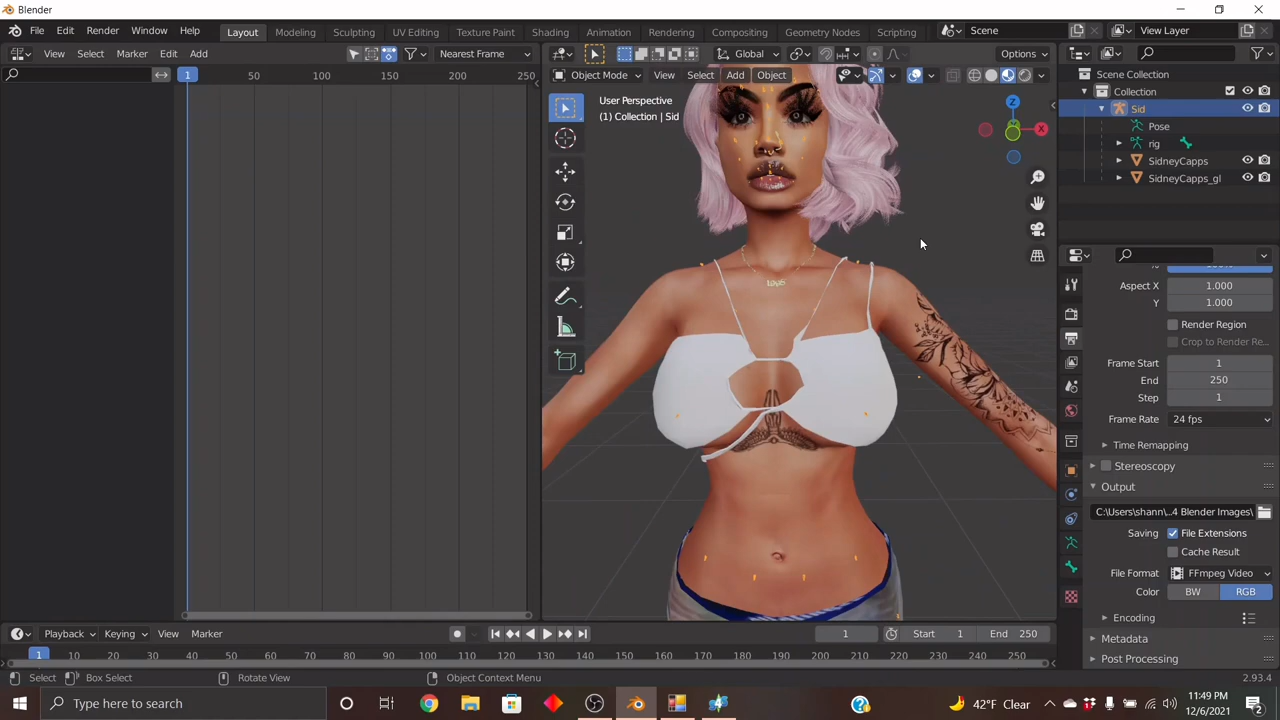 Blender
File Edit Render Window Help Layout Modeling Sculpting UV Editing Texture Paint Shading Animation Rendering Compositing Geometry Nodes Scripting Scene View Layer
View Select Marker Edit Add Nearest Frame Global Options
1 50 100 150 200 250
Object Mode View Select Add Object
User Perspective
(1) Collection | Sid
Z
X
Scene Collection
Collection
Sid
Pose
rig
SidneyCapps
SidneyCapps_gl
Aspect X 1.000
Y 1.000
Render Region
Crop to Render Re...
Frame Start 1
End 250
Step 1
Frame Rate 24 fps
Time Remapping
Stereoscopy
Output
C:\Users\shann\...4 Blender Images\
Saving File Extensions
Cache Result
File Format FFmpeg Video
Color BW RGB
Encoding
Metadata
Post Processing
Playback Keying View Marker 1 Start 1 End 250
1 10 20 30 40 50 60 70 80 90 100 110 120 130 140 150 160 170 180 190 200 210 220 230 240 250
Select Box Select Rotate View Object Context Menu 2.93.4
Type here to search
42°F Clear
11:49 PM
12/6/2021
2